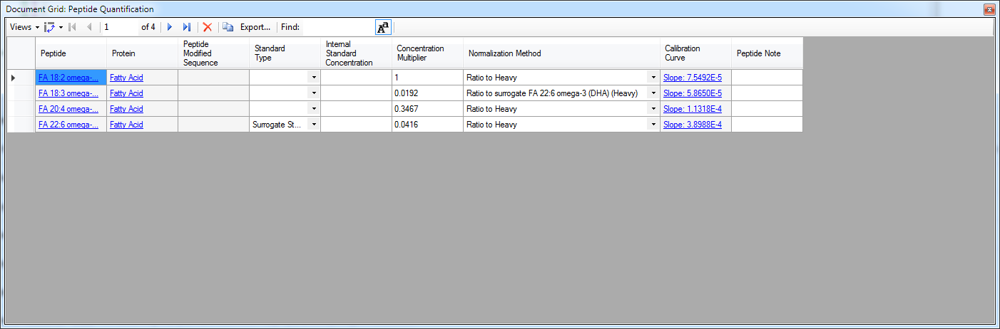 Document Grid: Peptide Quantification
Views 1 of 4 Export... Find: Aa
Peptide Protein Peptide Modified Sequence Standard Type Internal Standard Concentration Concentration Multiplier Normalization Method Calibration Curve Peptide Note
FA 18:2 omega-... Fatty Acid 1 Ratio to Heavy Slope: 7.5492E-5
FA 18:3 omega-... Fatty Acid 0.0192 Ratio to surrogate FA 22:6 omega-3 (DHA) (Heavy) Slope: 5.8650E-5
FA 20:4 omega-... Fatty Acid 0.3467 Ratio to Heavy Slope: 1.1318E-4
FA 22:6 omega-... Fatty Acid Surrogate St... 0.0416 Ratio to Heavy Slope: 3.8988E-4